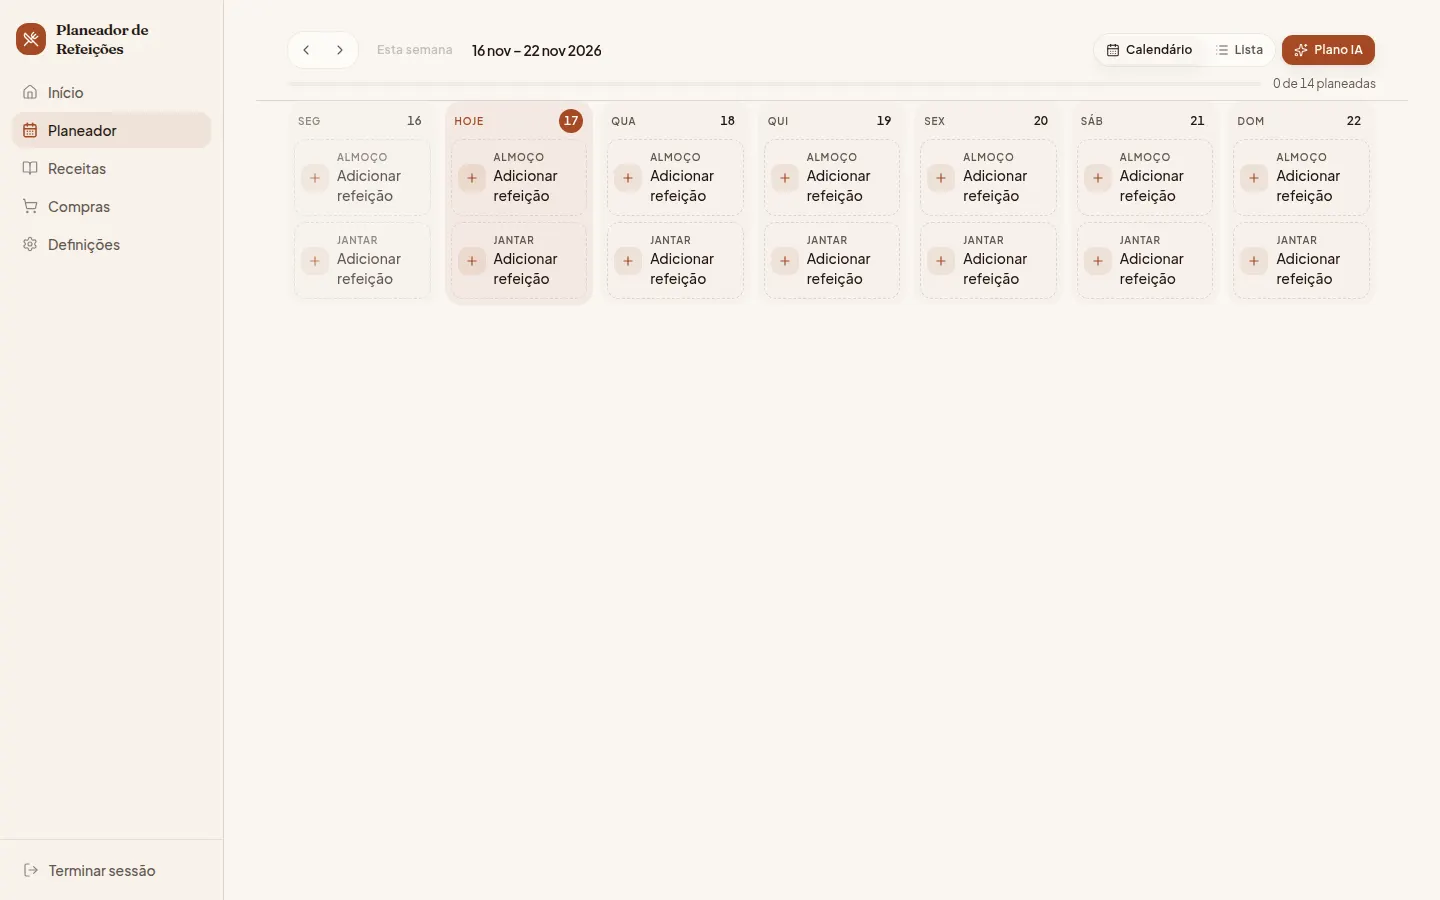 Planeador de
Refeições
Início
Planeador
Receitas
Compras
Definições
Terminar sessão
Esta semana
16 nov – 22 nov 2026
Calendário
Lista
Plano IA
0 de 14 planeadas
SEG 16
ALMOÇO
Adicionar
refeição
JANTAR
Adicionar
refeição
HOJE 17
ALMOÇO
Adicionar
refeição
JANTAR
Adicionar
refeição
QUA 18
ALMOÇO
Adicionar
refeição
JANTAR
Adicionar
refeição
QUI 19
ALMOÇO
Adicionar
refeição
JANTAR
Adicionar
refeição
SEX 20
ALMOÇO
Adicionar
refeição
JANTAR
Adicionar
refeição
SÁB 21
ALMOÇO
Adicionar
refeição
JANTAR
Adicionar
refeição
DOM 22
ALMOÇO
Adicionar
refeição
JANTAR
Adicionar
refeição